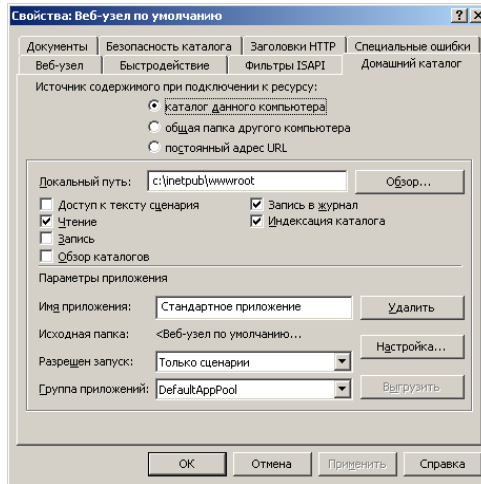 Свойства: Веб-узел по умолчанию
Документы Безопасность каталога Заголовки HTTP Специальные ошибки
Веб-узел Быстродействие Фильтры ISAPI Домашний каталог
Источник содержимого при подключении к ресурсу:
каталог данного компьютера
общая папка другого компьютера
постоянный адрес URL
Локальный путь: c:\inetpub\wwwroot Обзор...
Доступ к тексту сценария Запись в журнал
Чтение Индексация каталога
Запись
Обзор каталогов
Параметры приложения
Имя приложения: Стандартное приложение Удалить
Исходная папка: <Веб-узел по умолчанию...
Настройка...
Разрешен запуск: Только сценарии
Группа приложений: DefaultAppPool Выгрузить
OK Отмена Применить Справка